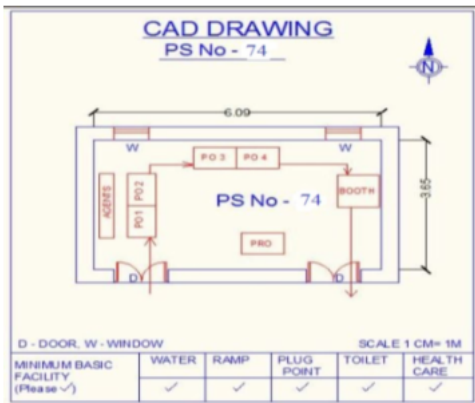 CAD DRAWING
PS No - 74
N
6.09
W
W
PO 3
PO 4
AGENTS
PO1
PO2
BOOTH
3.65
PS No - 74
PRO
D
D
D - DOOR, W - WINDOW
SCALE 1 CM= 1M
MINIMUM BASIC
FACILITY
(Please ✓)
WATER
RAMP
PLUG
POINT
TOILET
HEALTH
CARE
✓ ✓ ✓ ✓ ✓